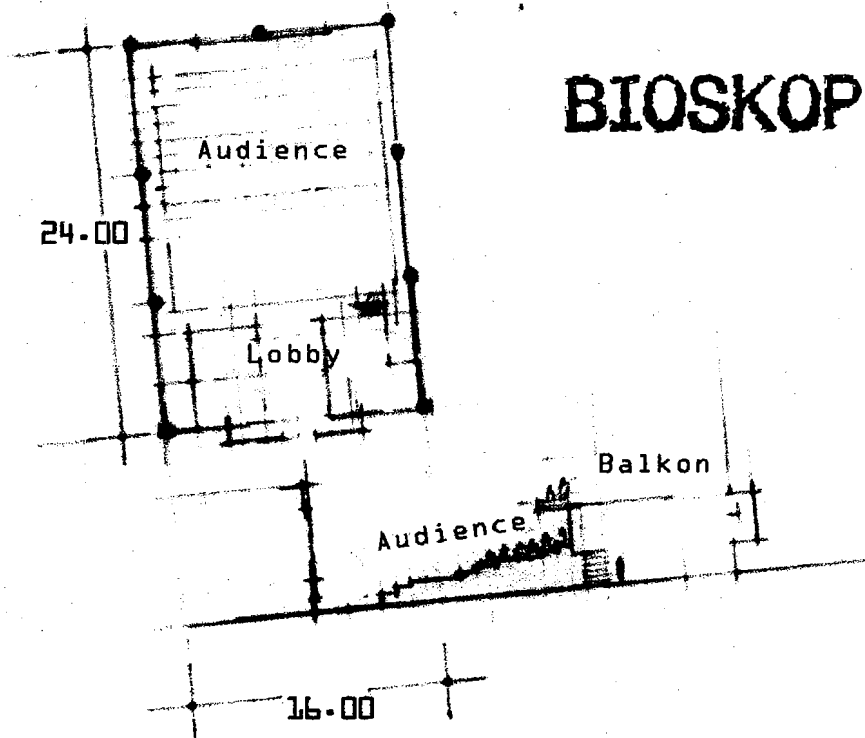 BIOSKOP
Audience
24.00
Lobby
Balkon
Audience
16.00